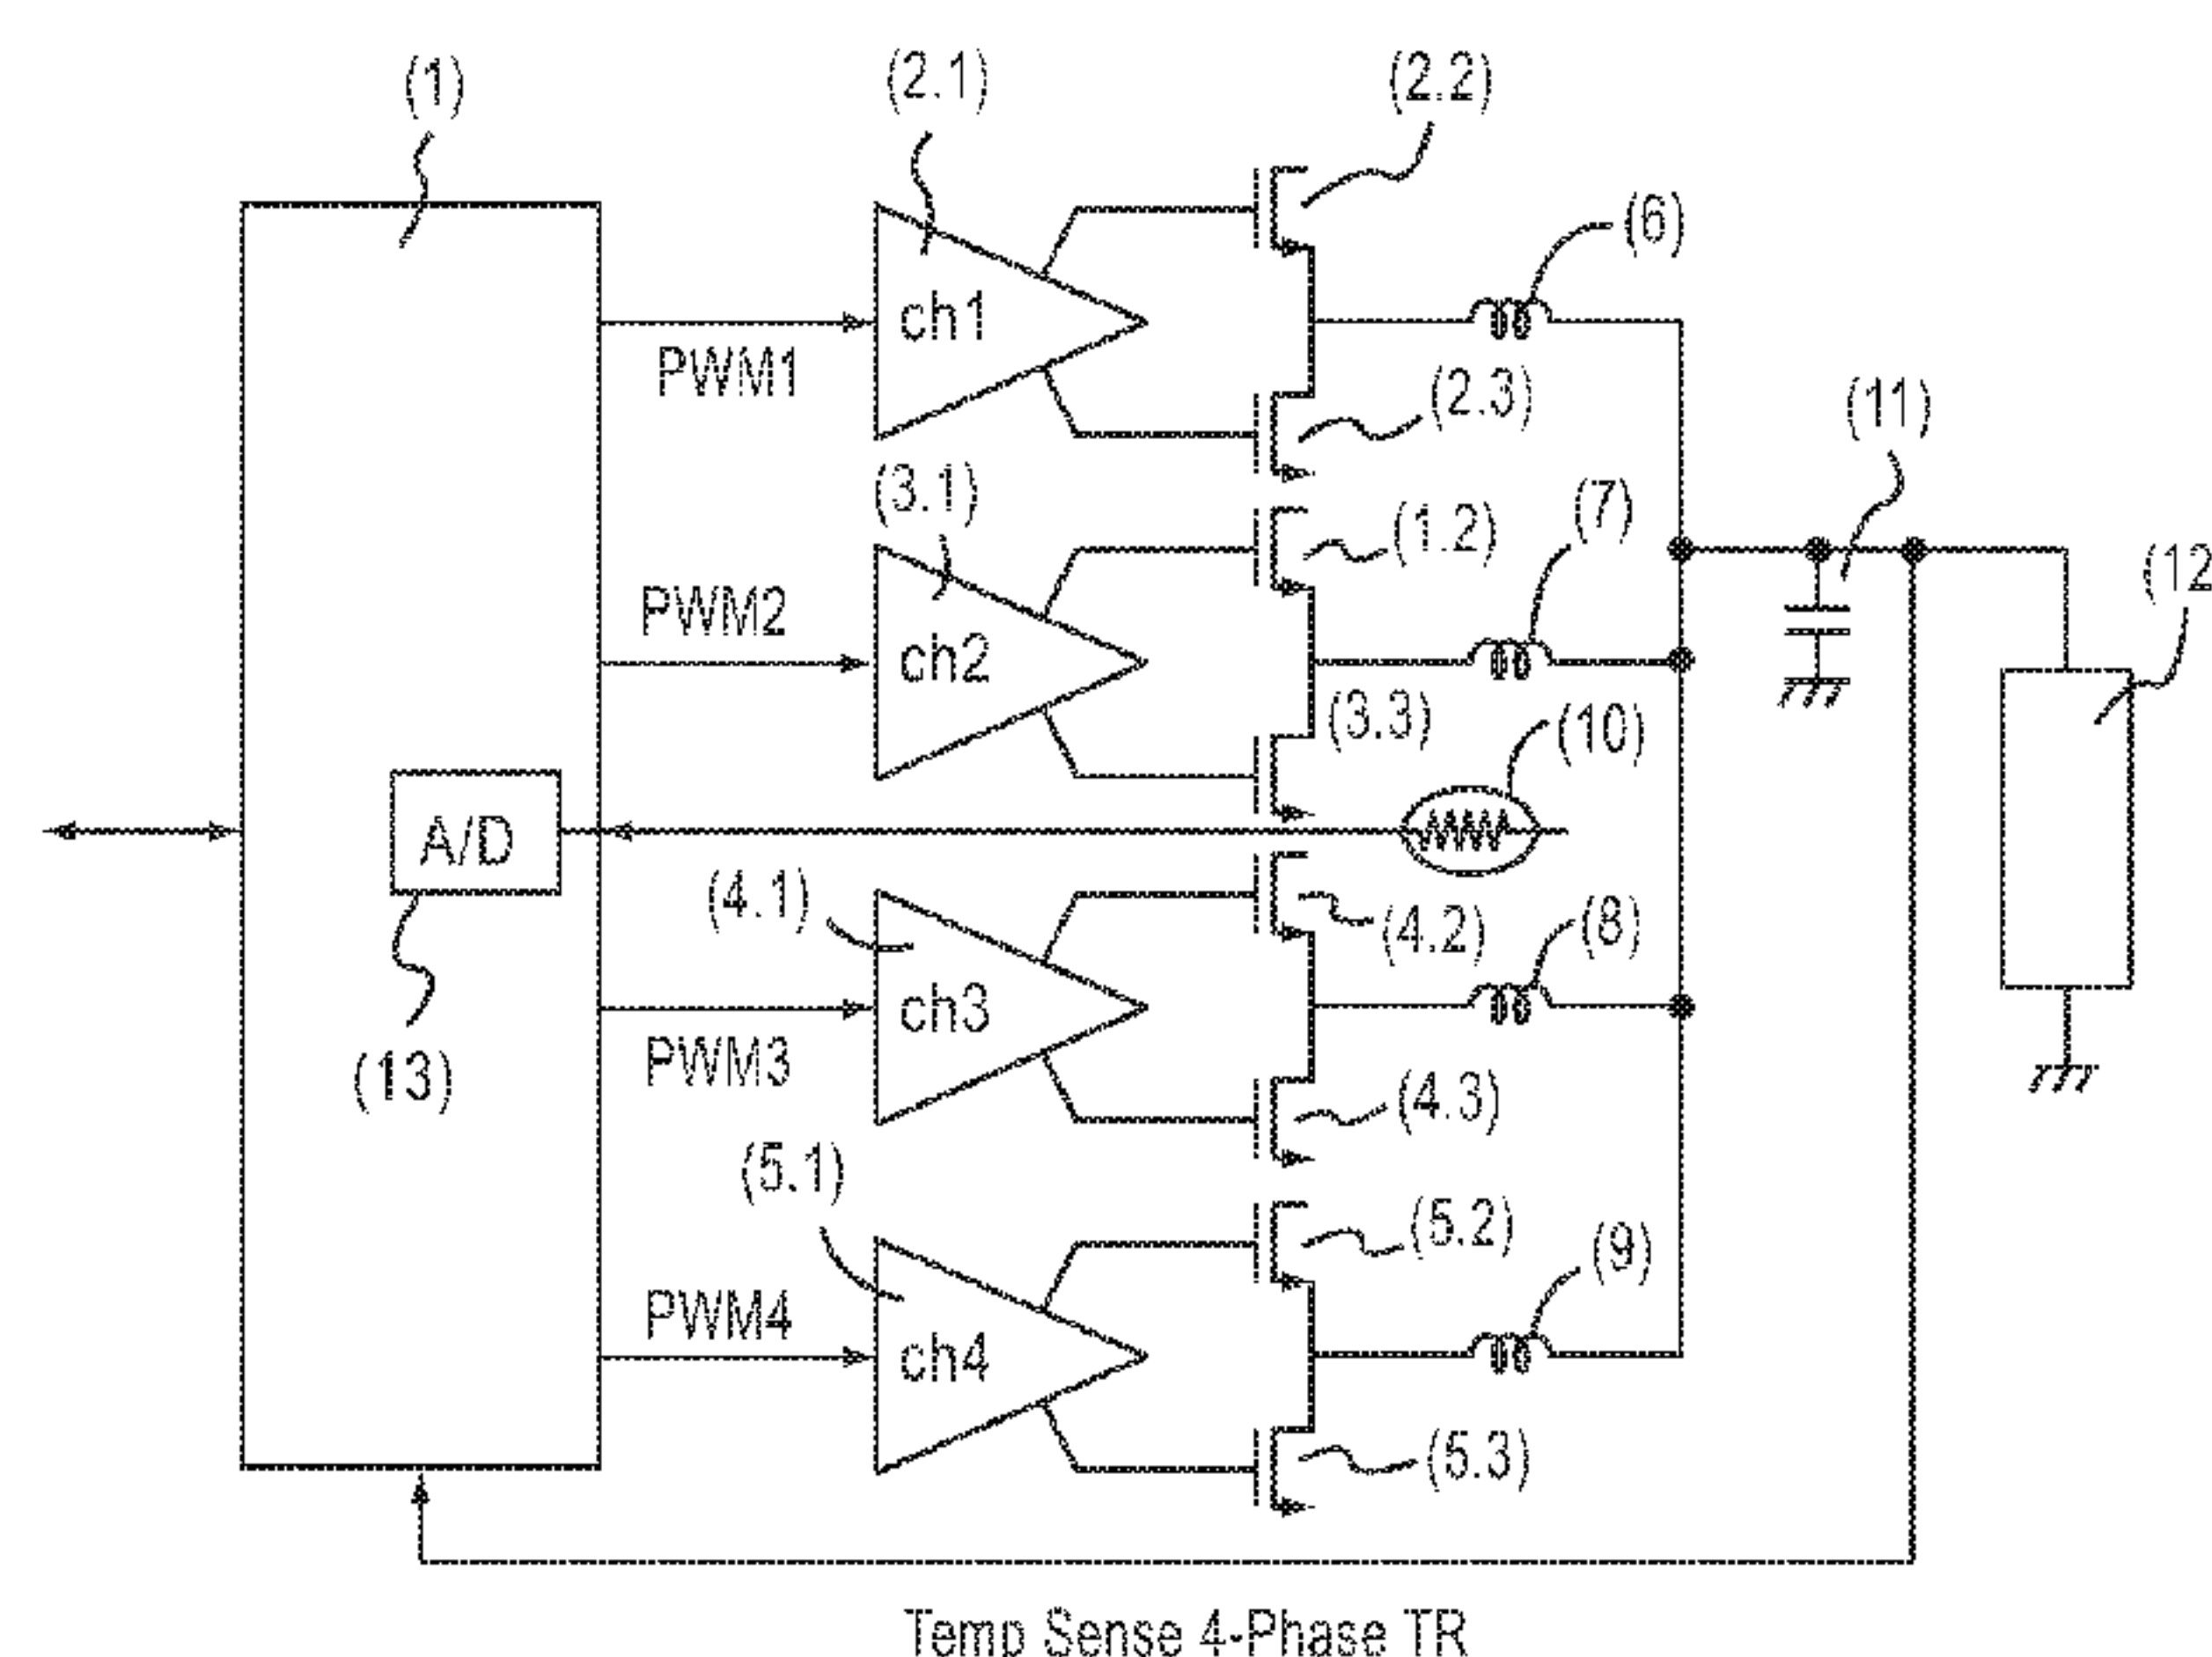 (1)
(2.1)
(2.2)
(6)
ch1
PWM1
(2.3)
(11)
(3.1)
(1.2)
(7)
(12
PWM2
ch2
(3.3)
(10)
A/D
(4.1)
(4.2)
(8)
ch3
PWM3
(13)
(4.3)
(5.1)
(5.2)
(9)
PWM4
ch4
(5.3)
Temp Sense 4-Phase TR